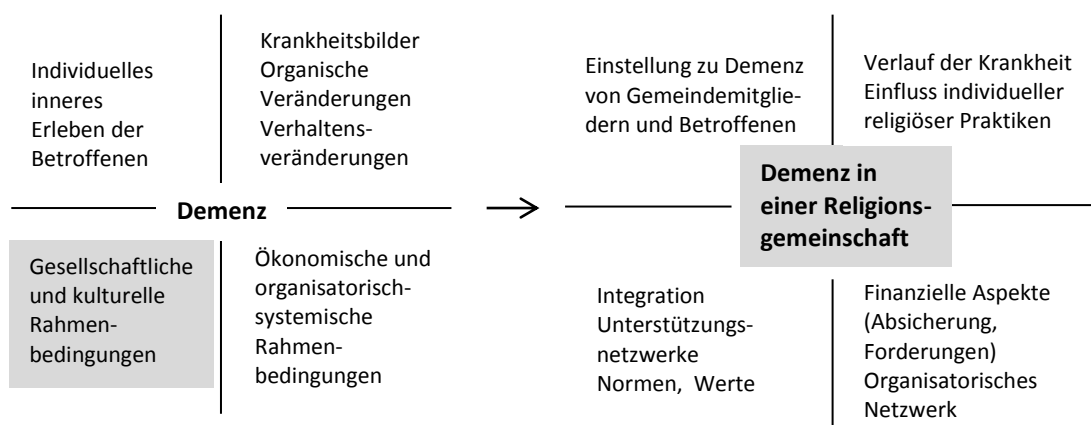 Individuelles
inneres
Erleben der
Betroffenen
Krankheitsbilder
Organische
Veränderungen
Verhaltens-
veränderungen
Demenz
Gesellschaftliche
und kulturelle
Rahmen-
bedingungen
Ökonomische und
organisatorisch-
systemische
Rahmen-
bedingungen
Einstellung zu Demenz
von Gemeindemitglie-
dern und Betroffenen
Verlauf der Krankheit
Einfluss individueller
religiöser Praktiken
Demenz in
einer Religions-
gemeinschaft
Integration
Unterstützungs-
netzwerke
Normen, Werte
Finanzielle Aspekte
(Absicherung,
Forderungen)
Organisatorisches
Netzwerk